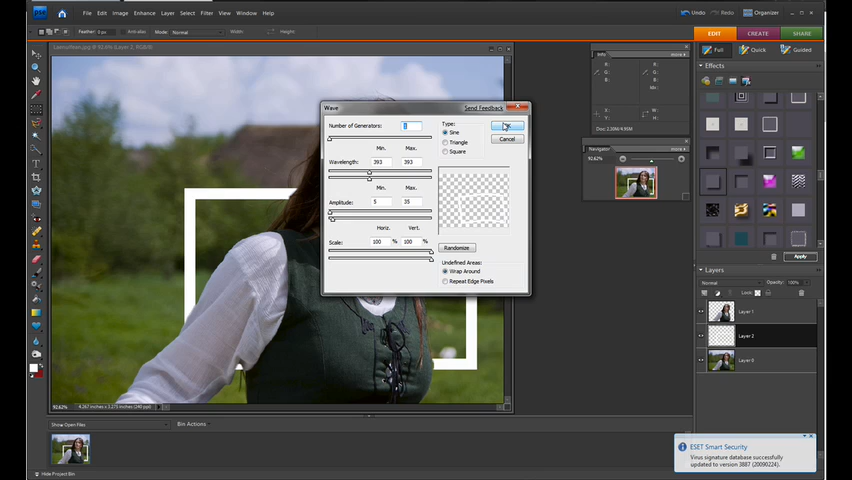 File Edit Image Enhance Layer Select Filter View Window Help
Undo Redo Organizer
Feather: 0 px Anti-alias Mode: Normal Width: Height:
EDIT CREATE SHARE
Full Quick Guided
Effects
Info more
R:
G:
B:
R:
G:
B:
X:
Y:
W:
H:
Doc: 2.30M/4.95M
Navigator more
92.62%
Wave Send Feedback
Number of Generators:
Type:
Sine
Triangle
Square
Cancel
Min. Max.
Wavelength: 393 393
Min. Max.
Amplitude: 5 35
Horiz. Vert.
Scale: 100 % 100 %
Randomize
Undefined Areas:
Wrap Around
Repeat Edge Pixels
Apply
Layers
Normal Opacity: 100%
Lock:
Layer 1
Layer 2
Layer 0
92.62% 4.267 inches x 3.275 inches (240 ppi)
Show Open Files Bin Actions
Hide Project Bin
ESET Smart Security
Virus signature database successfully
updated to version 3887 (20090224).